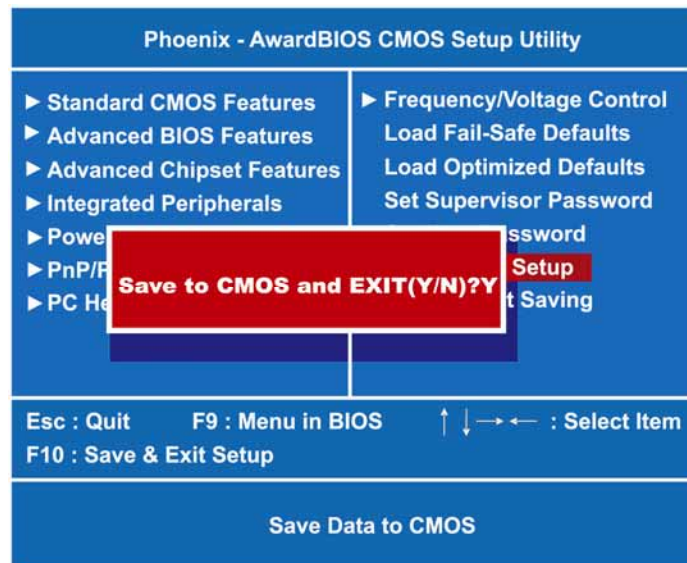 Phoenix - AwardBIOS CMOS Setup Utility
Standard CMOS Features
Advanced BIOS Features
Advanced Chipset Features
Integrated Peripherals
Powe
PnP/P
PC He
Frequency/Voltage Control
Load Fail-Safe Defaults
Load Optimized Defaults
Set Supervisor Password
ssword
Setup
t Saving
Save to CMOS and EXIT(Y/N)?Y
Esc : Quit F9 : Menu in BIOS ↑ ↓ → ← : Select Item
F10 : Save & Exit Setup
Save Data to CMOS